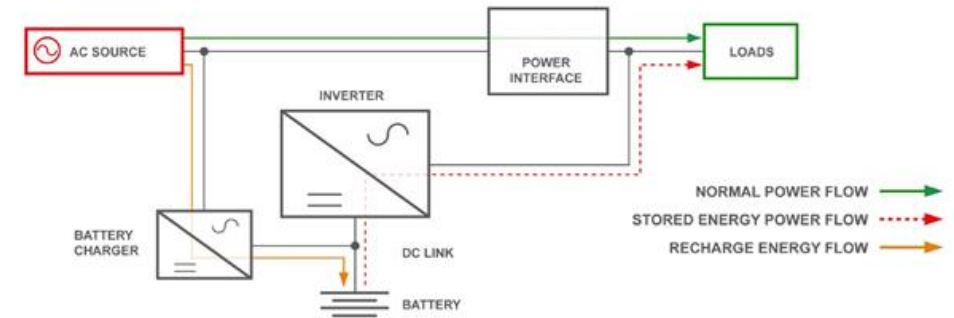 AC SOURCE
POWER
INTERFACE
LOADS
INVERTER
NORMAL POWER FLOW
STORED ENERGY POWER FLOW
BATTERY
CHARGER
DC LINK
RECHARGE ENERGY FLOW
BATTERY